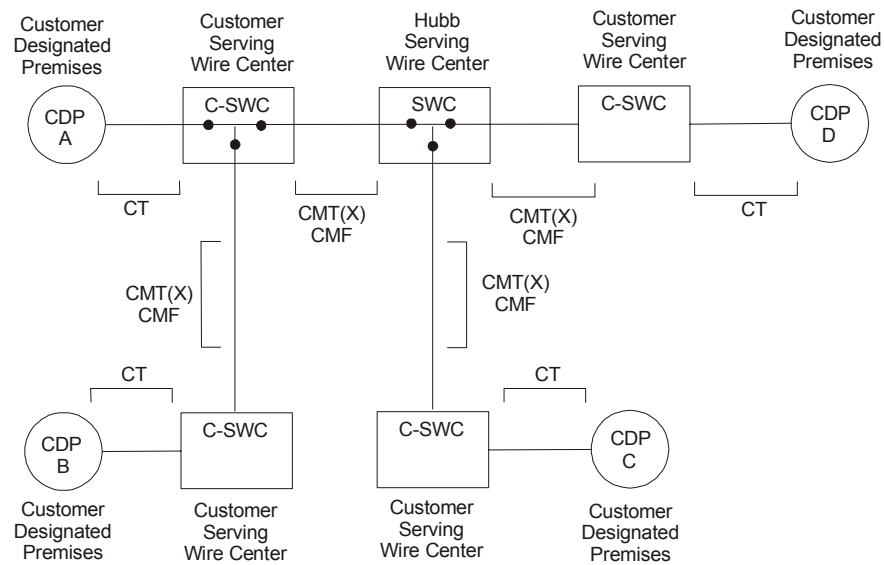 Customer
Designated
Premises
Customer
Serving
Wire Center
Hubb
Serving
Wire Center
Customer
Serving
Wire Center
Customer
Designated
Premises
CDP
A
C-SWC
SWC
C-SWC
CDP
D
CT
CMT(X)
CMF
CMT(X)
CMF
CT
CMT(X)
CMF
CMT(X)
CMF
CT
CT
CDP
B
C-SWC
C-SWC
CDP
C
Customer
Designated
Premises
Customer
Serving
Wire Center
Customer
Serving
Wire Center
Customer
Designated
Premises